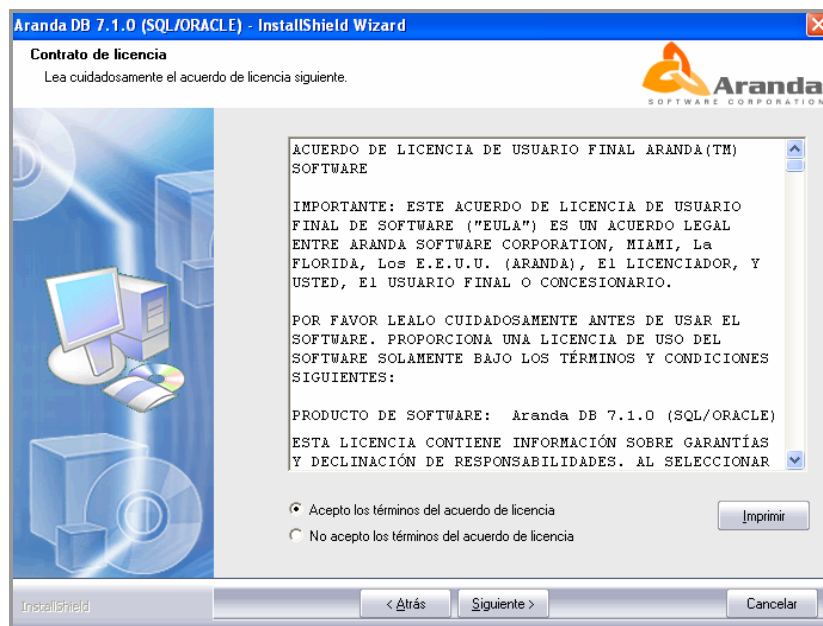 Aranda DB 7.1.0 (SQL/ORACLE) - InstallShield Wizard
Contrato de licencia
Lea cuidadosamente el acuerdo de licencia siguiente.
Aranda
SOFTWARE CORPORATION
ACUERDO DE LICENCIA DE USUARIO FINAL ARANDA(TM)
SOFTWARE
IMPORTANTE: ESTE ACUERDO DE LICENCIA DE USUARIO
FINAL DE SOFTWARE ("EULA") ES UN ACUERDO LEGAL
ENTRE ARANDA SOFTWARE CORPORATION, MIAMI, La
FLORIDA, Los E.E.U.U. (ARANDA), El LICENCIADOR, Y
USTED, El USUARIO FINAL O CONCESIONARIO.
POR FAVOR LEALO CUIDADOSAMENTE ANTES DE USAR EL
SOFTWARE. PROPORCIONA UNA LICENCIA DE USO DEL
SOFTWARE SOLAMENTE BAJO LOS TÉRMINOS Y CONDICIONES
SIGUIENTES:
PRODUCTO DE SOFTWARE: Aranda DB 7.1.0 (SQL/ORACLE)
ESTA LICENCIA CONTIENE INFORMACIÓN SOBRE GARANTÍAS
Y DECLINACIÓN DE RESPONSABILIDADES. AL SELECCIONAR
Acepto los términos del acuerdo de licencia
No acepto los términos del acuerdo de licencia
Imprimir
InstallShield
< Atrás
Siguiente >
Cancelar